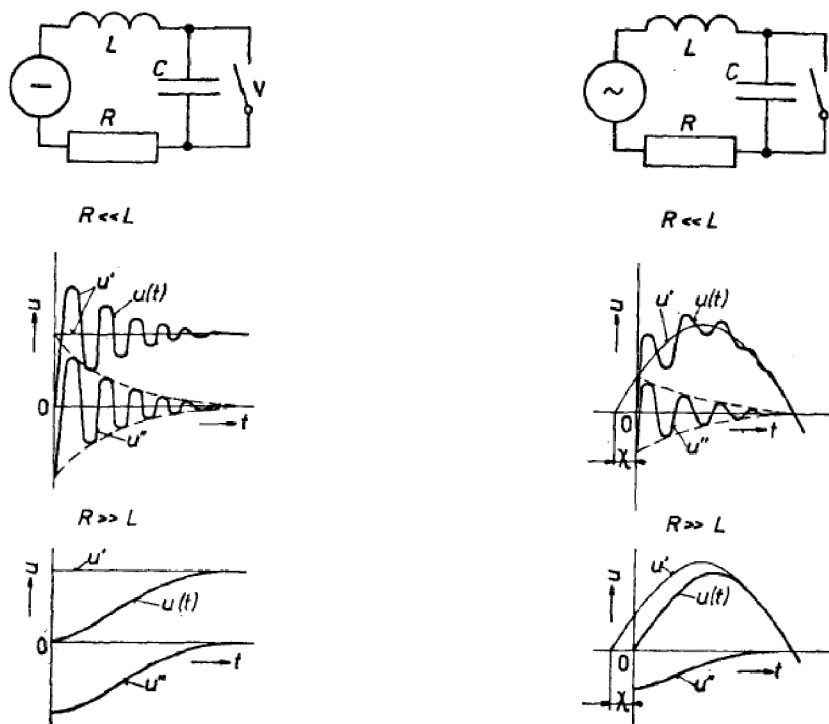 L
C
V
R
L
C
R
R << L
R << L
u
u'
u(t)
0
t
u"
u
u'
u(t)
0
t
u"
χ
R >> L
R >> L
u
u'
u(t)
0
t
u"
u
u'
u(t)
0
t
u"
χ